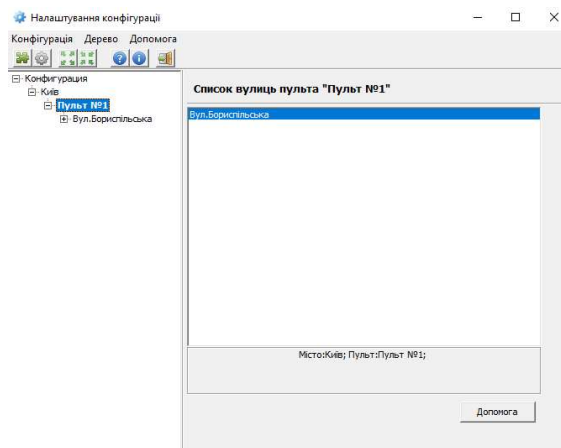 Налаштування конфігурації
Конфігурація Дерево Допомога
Конфигурация
Київ
Пульт №1
Вул.Бориспільська
Список вулиць пульта "Пульт №1"
Вул.Бориспільська
Місто:Київ; Пульт:Пульт №1;
Допомога